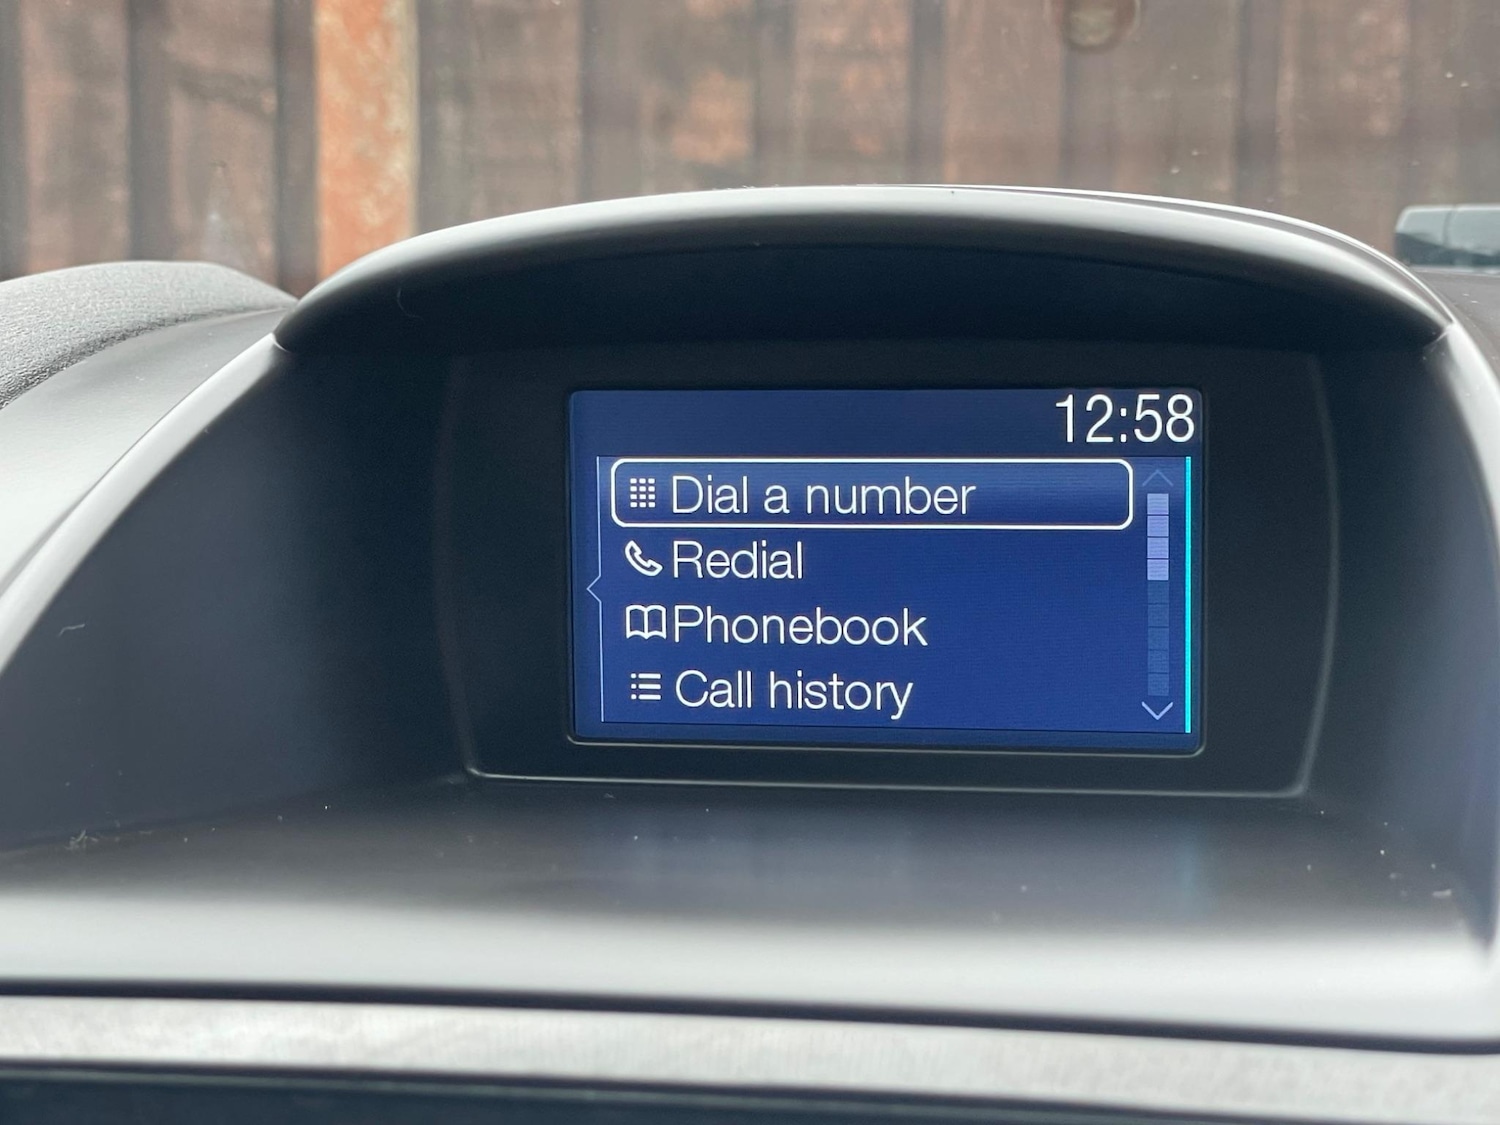 12:58
Dial a number
Redial
Phonebook
Call history